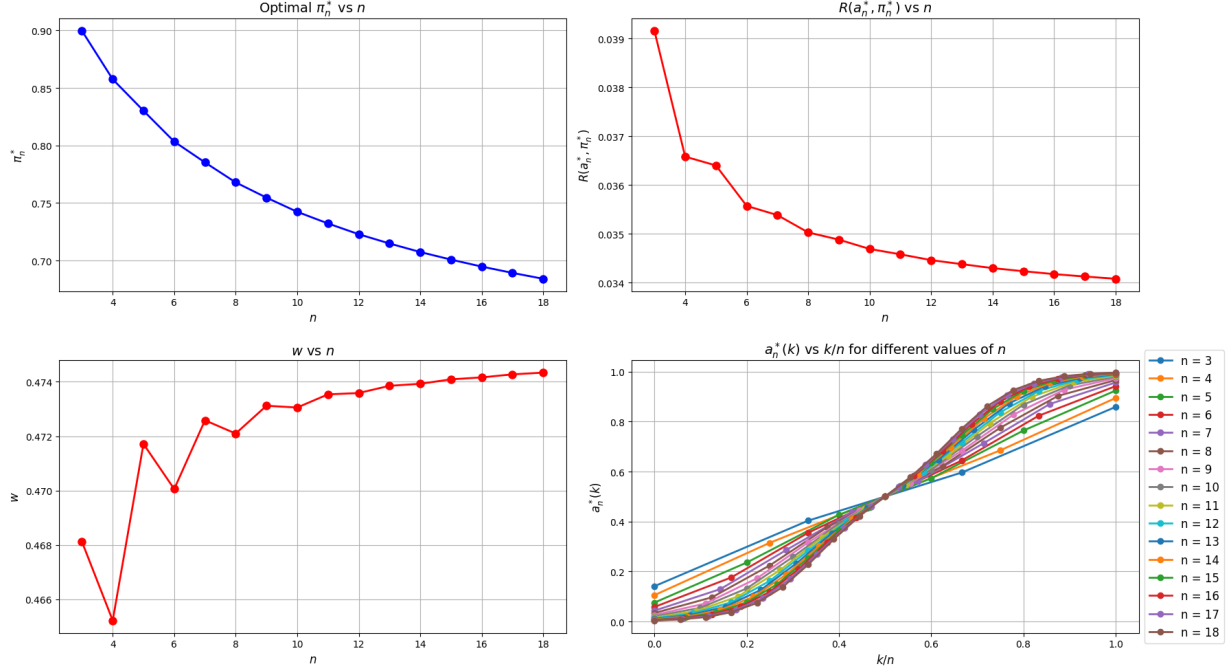 Optimal π*ₙ vs n
0.90
0.85
0.80
0.75
0.70
π*ₙ
4 6 8 10 12 14 16 18
n
R(a*ₙ, π*ₙ) vs n
0.039
0.038
0.037
0.036
0.035
0.034
R(a*ₙ, π*ₙ)
4 6 8 10 12 14 16 18
n
w vs n
0.474
0.472
0.470
0.468
0.466
w
4 6 8 10 12 14 16 18
n
a*ₙ(k) vs k/n for different values of n
1.0
0.8
0.6
0.4
0.2
0.0
a*ₙ(k)
0.0 0.2 0.4 0.6 0.8 1.0
k/n
n = 3
n = 4
n = 5
n = 6
n = 7
n = 8
n = 9
n = 10
n = 11
n = 12
n = 13
n = 14
n = 15
n = 16
n = 17
n = 18